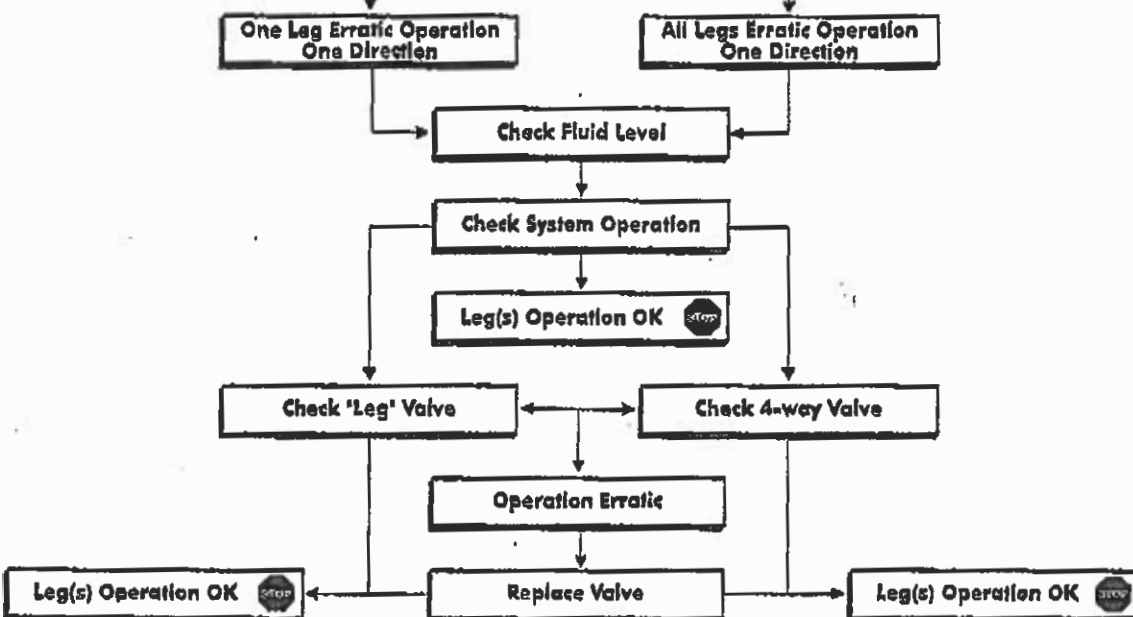 One Leg Erratic Operation
One Direction
All Legs Erratic Operation
One Direction
Check Fluid Level
Check System Operation
Leg(s) Operation OK
STOP
Check "Leg" Valve
Check 4-way Valve
Operation Erratic
Leg(s) Operation OK
STOP
Replace Valve
Leg(s) Operation OK
STOP